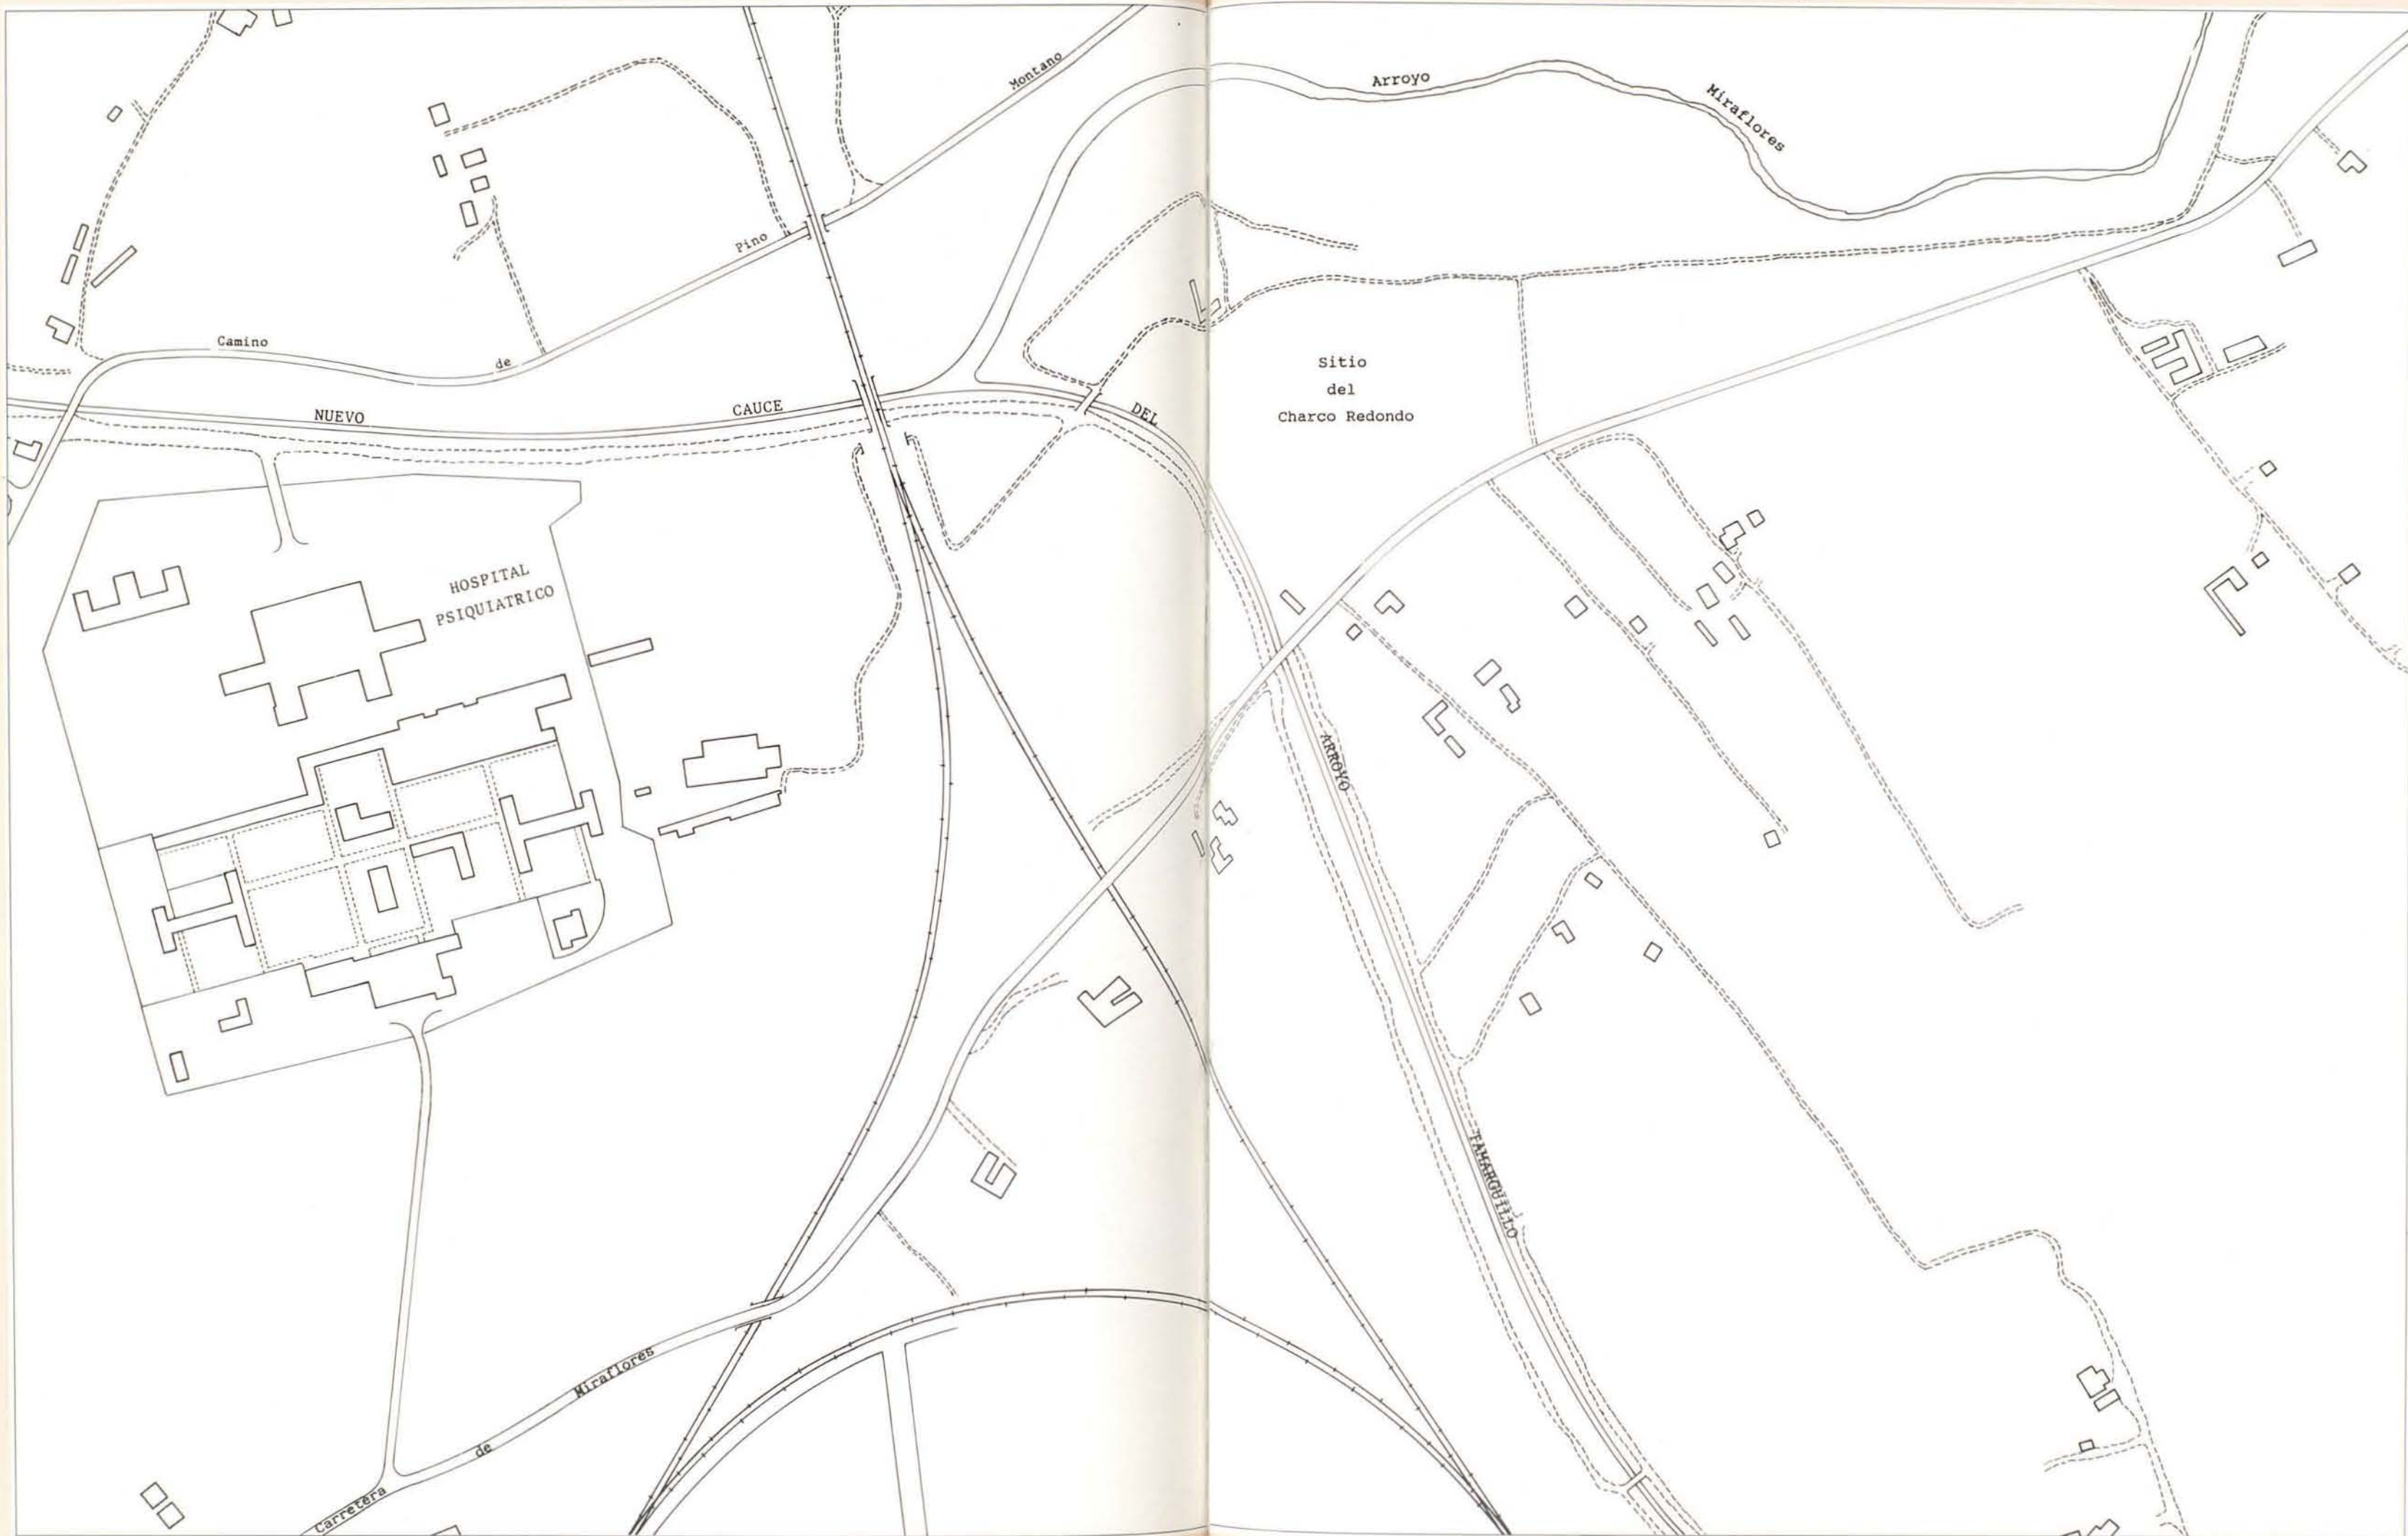 Camino de Pino Montano
Arroyo Miraflores
NUEVO CAUCE DEL ARROYO TAMARGUILLO
Sitio
del
Charco Redondo
HOSPITAL
PSIQUIATRICO
Carretera de Miraflores